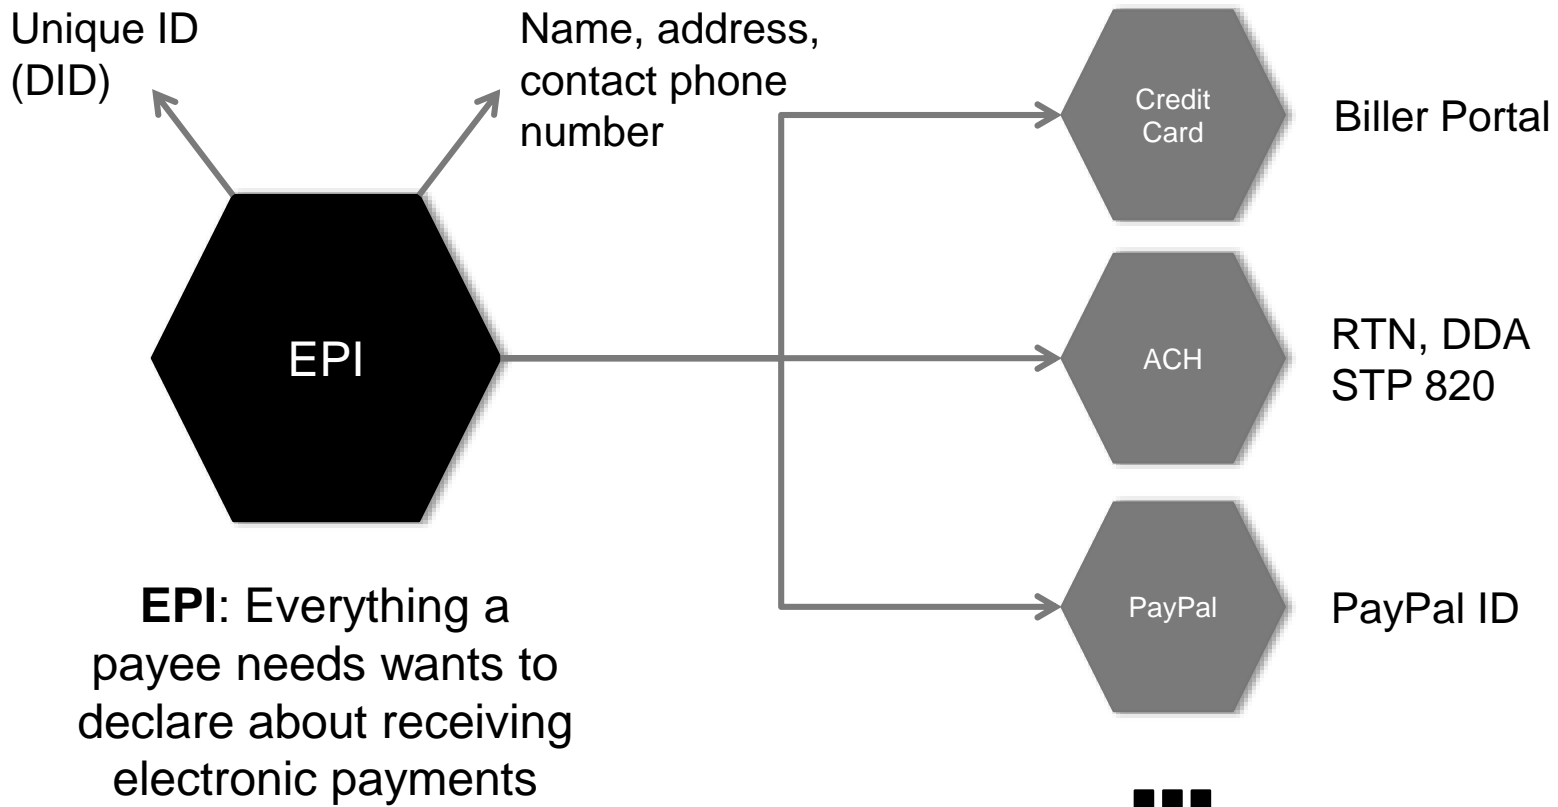 Unique ID
(DID)
Name, address,
contact phone
number
Credit
Card
Biller Portal
EPI
ACH
RTN, DDA
STP 820
PayPal
PayPal ID
EPI: Everything a
payee needs wants to
declare about receiving
electronic payments
...